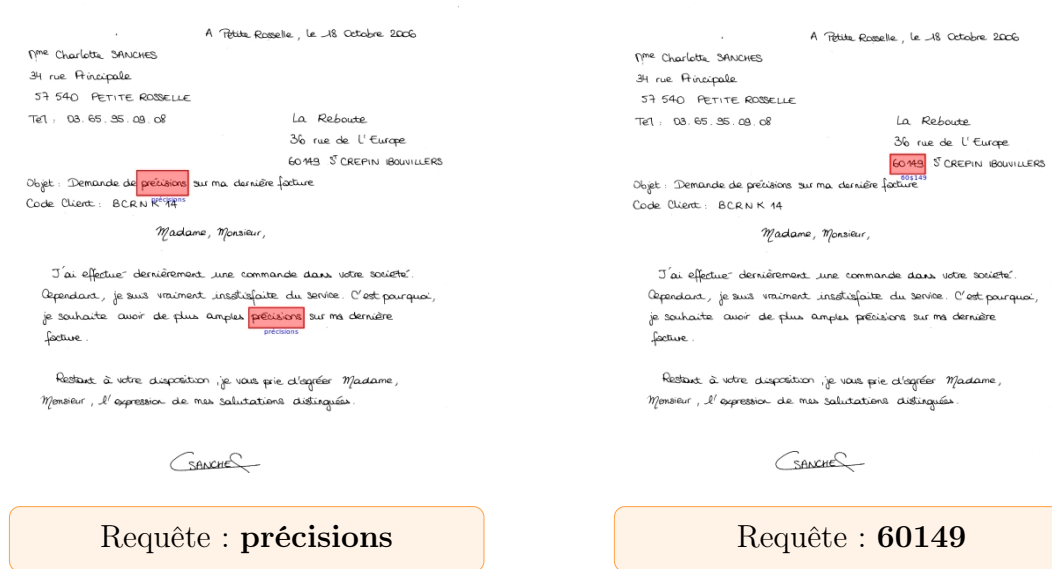 A Petite Rosselle, le 18 Octobre 2006
Mme Charlotte SANCHES
34 rue Principale
57 540 PETITE ROSSELLE
Tel : 03.65.35.09.08
La Reboute
36 rue de l'Europe
60149 St CREPIN IBOUVILLERS
Objet : Demande de précisions sur ma dernière facture
précisions
Code Client : BCRNK 14
Madame, Monsieur,
J'ai effectué dernièrement une commande dans votre société.
Cependant, je suis vraiment insatisfaite du service. C'est pourquoi,
je souhaite avoir de plus amples précisions sur ma dernière
précisions
facture.
Restant à votre disposition, je vous prie d'agréer Madame,
Monsieur, l'expression de mes salutations distinguées.
SANCHES
Requête : précisions
A Petite Rosselle, le 18 Octobre 2006
Mme Charlotte SANCHES
34 rue Principale
57 540 PETITE ROSSELLE
Tel : 03.65.35.09.08
La Reboute
36 rue de l'Europe
60149 St CREPIN IBOUVILLERS
60s149
Objet : Demande de précisions sur ma dernière facture
Code Client : BCRNK 14
Madame, Monsieur,
J'ai effectué dernièrement une commande dans votre société.
Cependant, je suis vraiment insatisfaite du service. C'est pourquoi,
je souhaite avoir de plus amples précisions sur ma dernière
facture.
Restant à votre disposition, je vous prie d'agréer Madame,
Monsieur, l'expression de mes salutations distinguées.
SANCHES
Requête : 60149